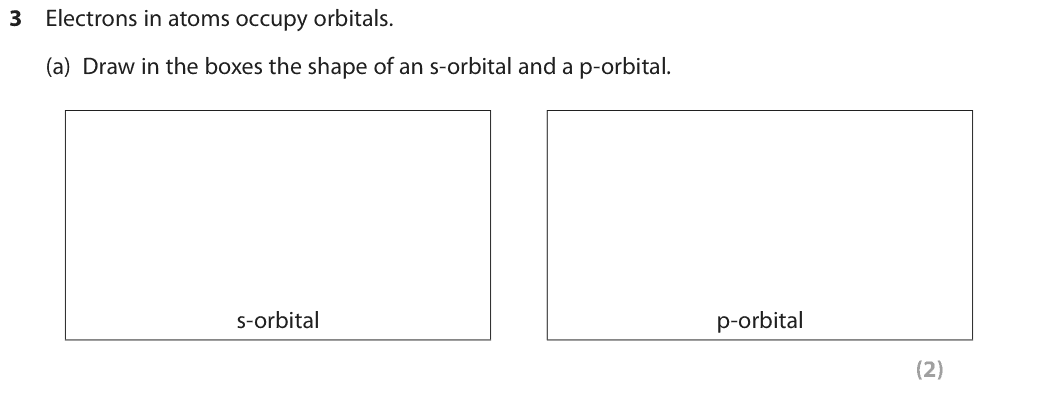 3 Electrons in atoms occupy orbitals.
(a) Draw in the boxes the shape of an s-orbital and a p-orbital.
s-orbital
p-orbital
(2)